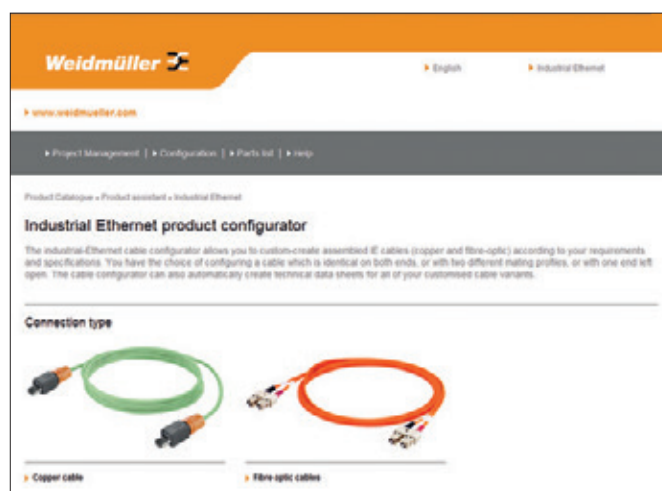 Weidmüller
English Industrial Ethernet
www.weidmueller.com
Project Management | Configuration | Parts list | Help
Product Catalogue » Product assistant » Industrial Ethernet
Industrial Ethernet product configurator
The industrial-Ethernet cable configurator allows you to custom-create assembled IE cables (copper and fibre-optic) according to your requirements
and specifications. You have the choice of configuring a cable which is identical on both ends, or with two different mating profiles, or with one end left
open. The cable configurator can also automatically create technical data sheets for all of your customised cable variants.
Connection type
Copper cable Fibre optic cables